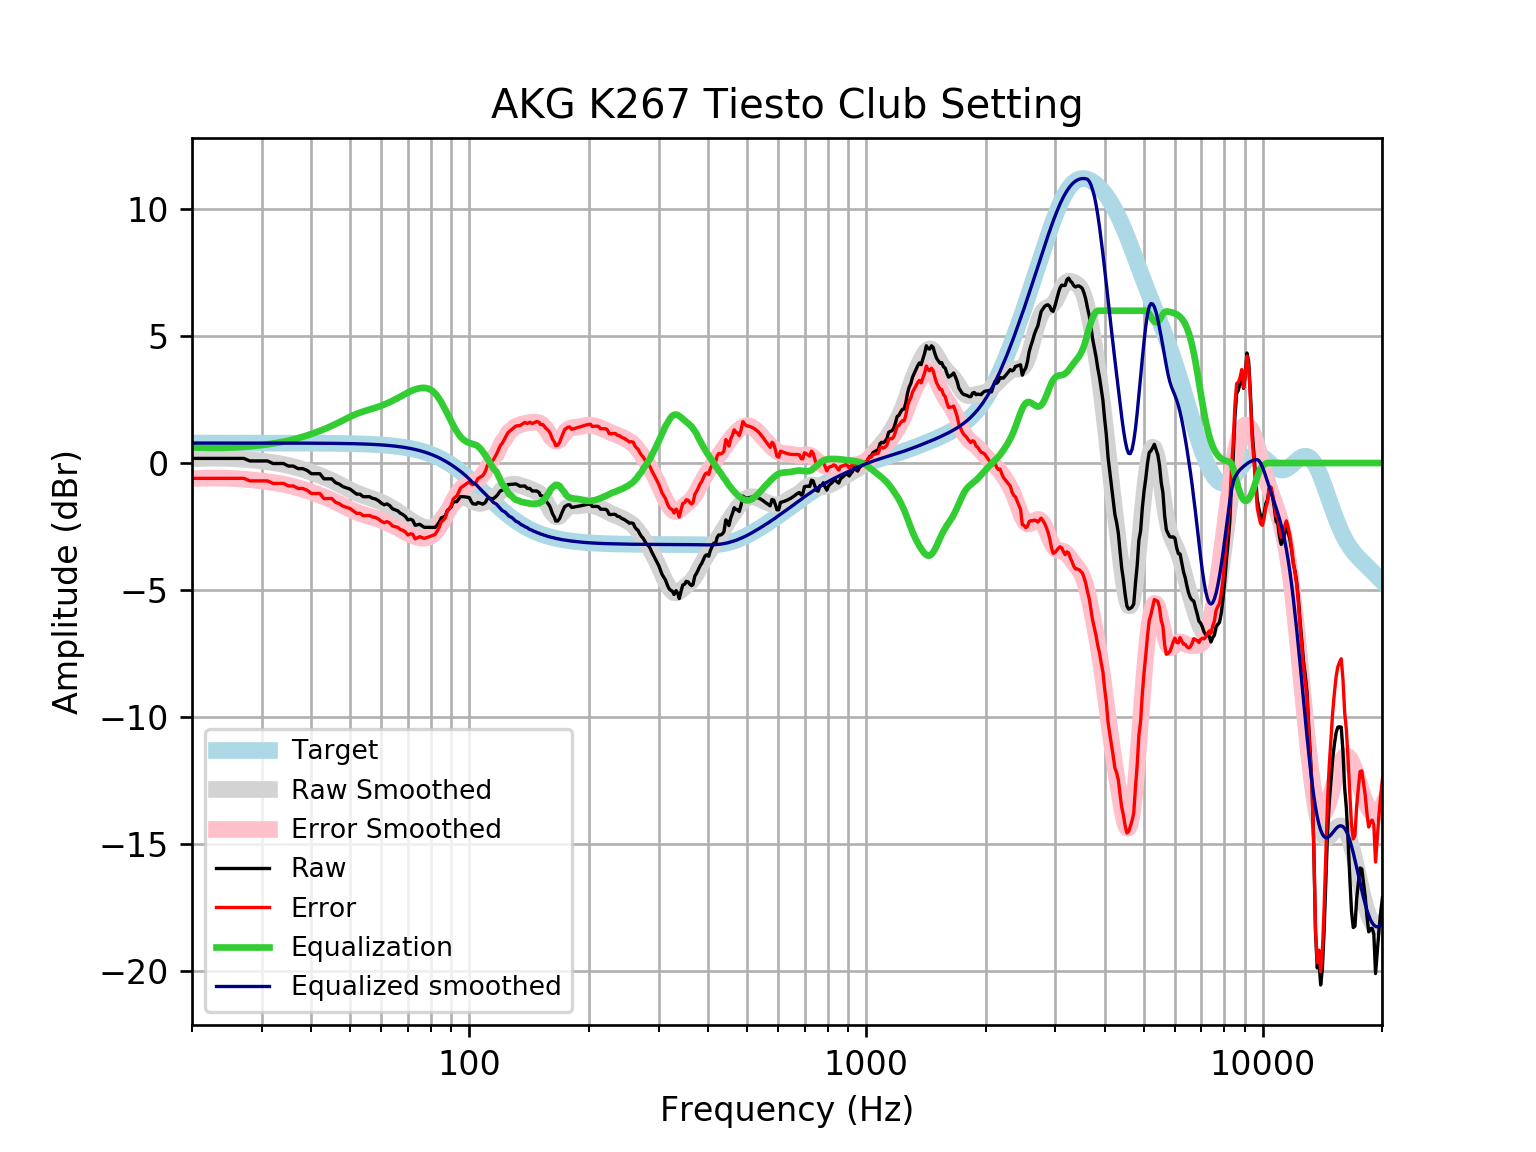 AKG K267 Tiesto Club Setting
Amplitude (dBr)
10
5
0
−5
−10
−15
−20
Target
Raw Smoothed
Error Smoothed
Raw
Error
Equalization
Equalized smoothed
100 1000 10000
Frequency (Hz)